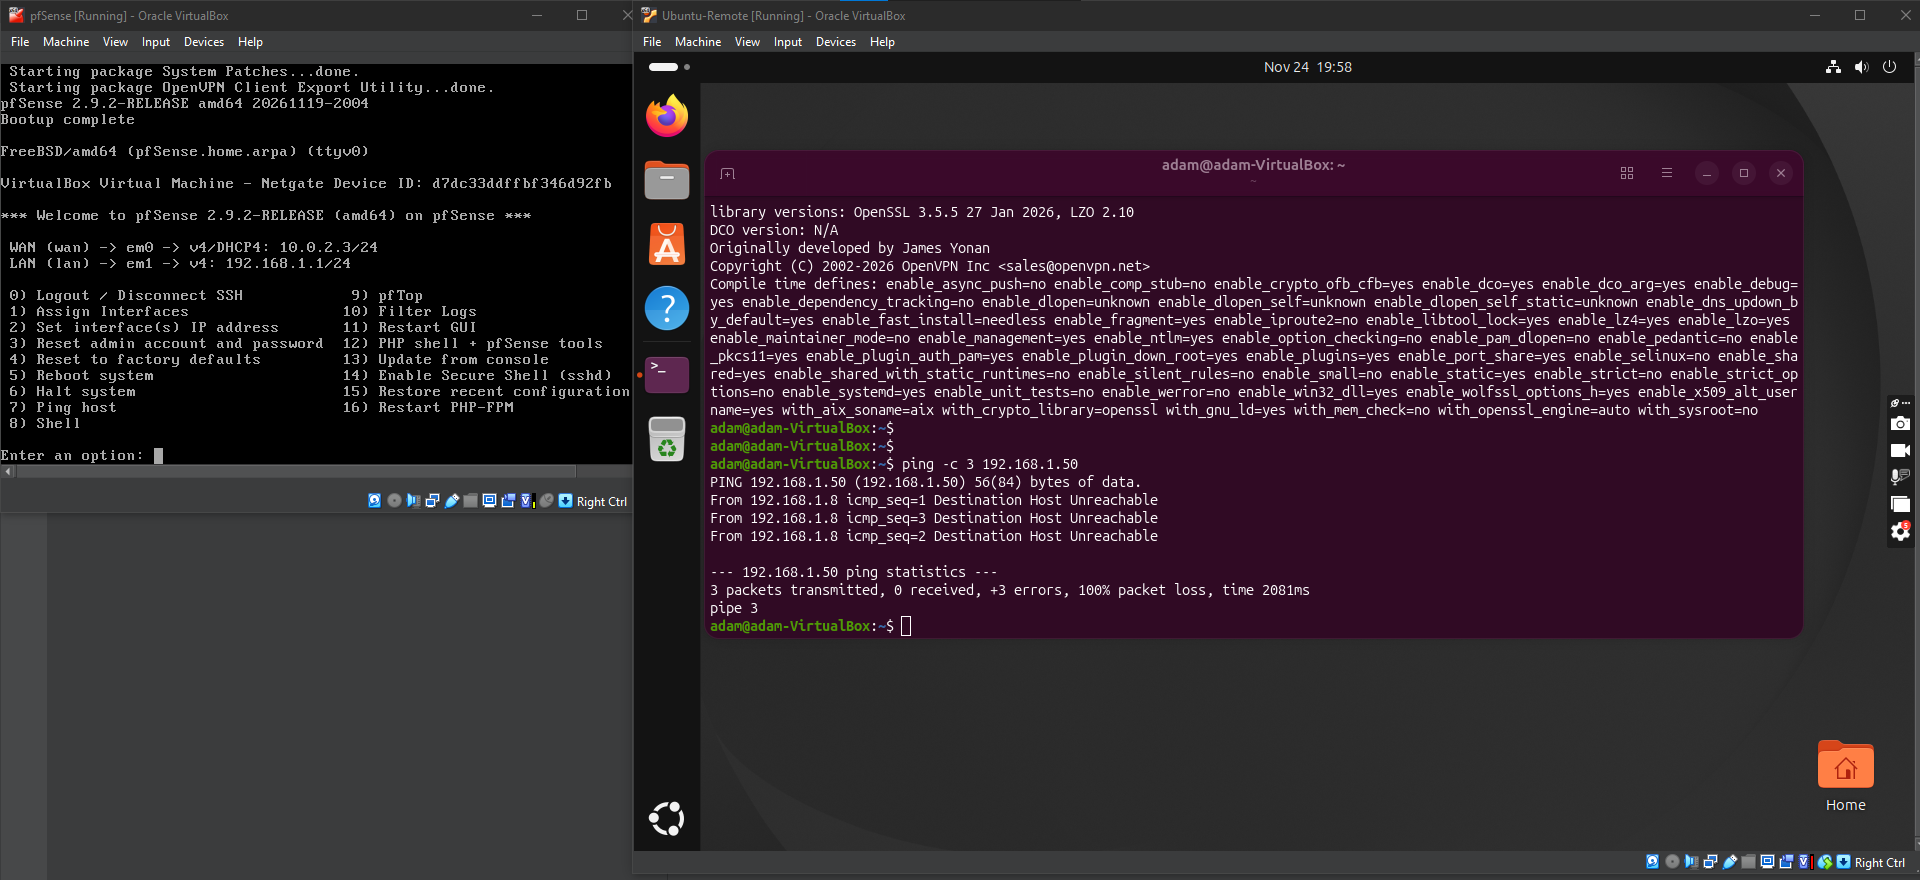 pfSense [Running] - Oracle VirtualBox
File Machine View Input Devices Help
Starting package System Patches...done.
Starting package OpenVPN Client Export Utility...done.
pfSense 2.9.2-RELEASE amd64 20261119-2004
Bootup complete
FreeBSD/amd64 (pfSense.home.arpa) (ttyv0)
VirtualBox Virtual Machine - Netgate Device ID: d7dc33ddffbf346d92fb
*** Welcome to pfSense 2.9.2-RELEASE (amd64) on pfSense ***
WAN (wan) -> em0 -> v4/DHCP4: 10.0.2.3/24
LAN (lan) -> em1 -> v4: 192.168.1.1/24
0) Logout / Disconnect SSH 9) pfTop
1) Assign Interfaces 10) Filter Logs
2) Set interface(s) IP address 11) Restart GUI
3) Reset admin account and password 12) PHP shell + pfSense tools
4) Reset to factory defaults 13) Update from console
5) Reboot system 14) Enable Secure Shell (sshd)
6) Halt system 15) Restore recent configuration
7) Ping host 16) Restart PHP-FPM
8) Shell
Enter an option:
Right Ctrl
Ubuntu-Remote [Running] - Oracle VirtualBox
File Machine View Input Devices Help
Nov 24 19:58
adam@adam-VirtualBox: ~
~
library versions: OpenSSL 3.5.5 27 Jan 2026, LZO 2.10
DCO version: N/A
Originally developed by James Yonan
Copyright (C) 2002-2026 OpenVPN Inc <sales@openvpn.net>
Compile time defines: enable_async_push=no enable_comp_stub=no enable_crypto_ofb_cfb=yes enable_dco=yes enable_dco_arg=yes enable_debug=
yes enable_dependency_tracking=no enable_dlopen=unknown enable_dlopen_self=unknown enable_dlopen_self_static=unknown enable_dns_updown_b
y_default=yes enable_fast_install=needless enable_fragment=yes enable_iproute2=no enable_libtool_lock=yes enable_lz4=yes enable_lzo=yes
enable_maintainer_mode=no enable_management=yes enable_ntlm=yes enable_option_checking=no enable_pam_dlopen=no enable_pedantic=no enable
_pkcs11=yes enable_plugin_auth_pam=yes enable_plugin_down_root=yes enable_plugins=yes enable_port_share=yes enable_selinux=no enable_sha
red=yes enable_shared_with_static_runtimes=no enable_silent_rules=no enable_small=no enable_static=yes enable_strict=no enable_strict_op
tions=no enable_systemd=yes enable_unit_tests=no enable_werror=no enable_win32_dll=yes enable_wolfssl_options_h=yes enable_x509_alt_user
name=yes with_aix_soname=aix with_crypto_library=openssl with_gnu_ld=yes with_mem_check=no with_openssl_engine=auto with_sysroot=no
adam@adam-VirtualBox:~$
adam@adam-VirtualBox:~$
adam@adam-VirtualBox:~$ ping -c 3 192.168.1.50
PING 192.168.1.50 (192.168.1.50) 56(84) bytes of data.
From 192.168.1.8 icmp_seq=1 Destination Host Unreachable
From 192.168.1.8 icmp_seq=3 Destination Host Unreachable
From 192.168.1.8 icmp_seq=2 Destination Host Unreachable
--- 192.168.1.50 ping statistics ---
3 packets transmitted, 0 received, +3 errors, 100% packet loss, time 2081ms
pipe 3
adam@adam-VirtualBox:~$
Home
Right Ctrl